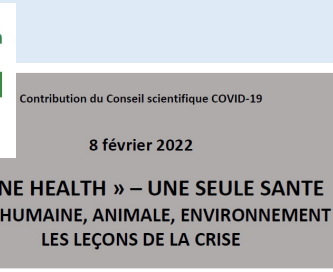 Contribution du Conseil scientifique COVID-19
8 février 2022
NE HEALTH » – UNE SEULE SANTE
HUMAINE, ANIMALE, ENVIRONNEMENT
LES LEÇONS DE LA CRISE